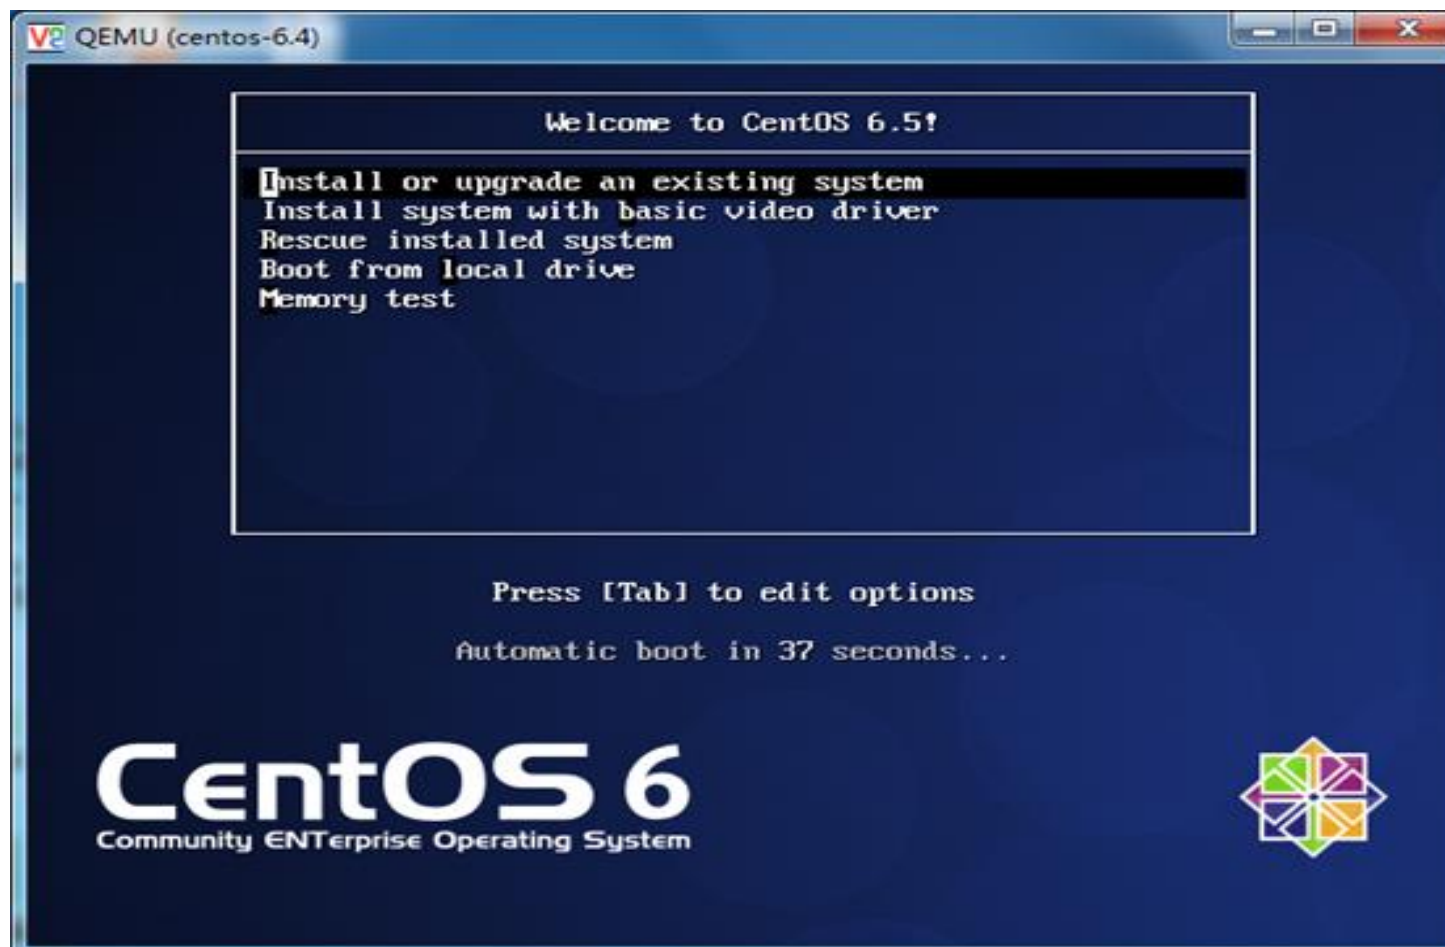 QEMU (centos-6.4)
Welcome to CentOS 6.5!
Install or upgrade an existing system
Install system with basic video driver
Rescue installed system
Boot from local drive
Memory test
Press [Tab] to edit options
Automatic boot in 37 seconds...
CentOS 6
Community ENTerprise Operating System